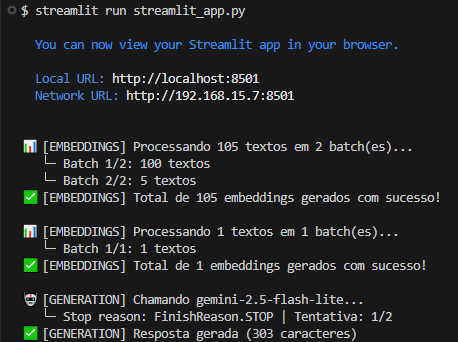 $ streamlit run streamlit_app.py
You can now view your Streamlit app in your browser.
Local URL: http://localhost:8501
Network URL: http://192.168.15.7:8501
📊 [EMBEDDINGS] Processando 105 textos em 2 batch(es)...
└─ Batch 1/2: 100 textos
└─ Batch 2/2: 5 textos
✅ [EMBEDDINGS] Total de 105 embeddings gerados com sucesso!
📊 [EMBEDDINGS] Processando 1 textos em 1 batch(es)...
└─ Batch 1/1: 1 textos
✅ [EMBEDDINGS] Total de 1 embeddings gerados com sucesso!
🤖 [GENERATION] Chamando gemini-2.5-flash-lite...
└─ Stop reason: FinishReason.STOP | Tentativa: 1/2
✅ [GENERATION] Resposta gerada (303 caracteres)